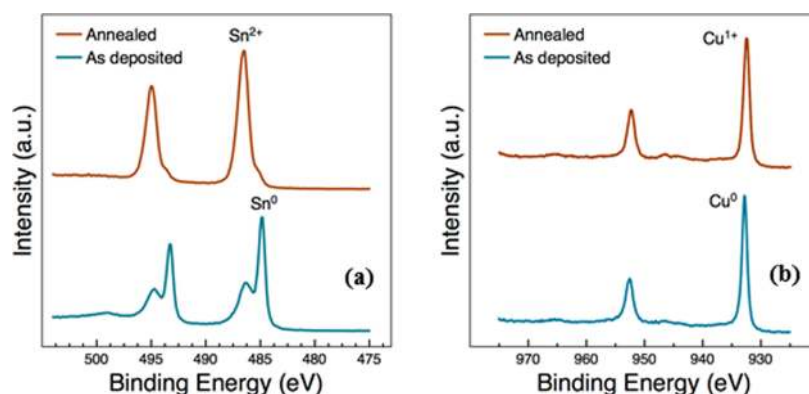 Annealed
As deposited
Sn²⁺
Sn⁰
(a)
Intensity (a.u.)
500 495 490 485 480 475
Binding Energy (eV)
Annealed
As deposited
Cu¹⁺
Cu⁰
(b)
Intensity (a.u.)
970 960 950 940 930
Binding Energy (eV)